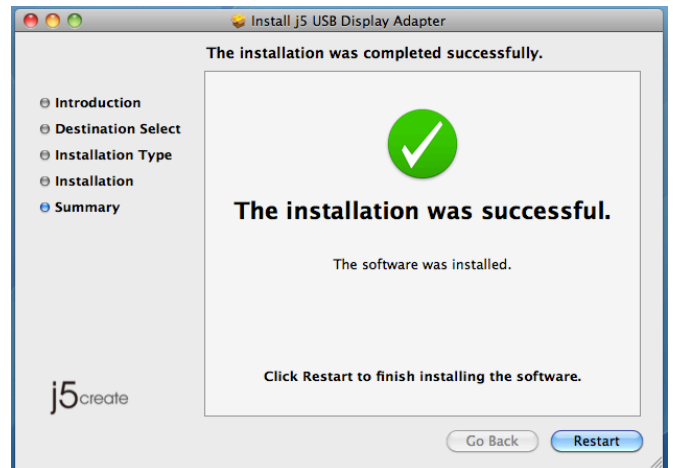 Install j5 USB Display Adapter
The installation was completed successfully.
Introduction
Destination Select
Installation Type
Installation
Summary
The installation was successful.
The software was installed.
Click Restart to finish installing the software.
j5create
Go Back
Restart